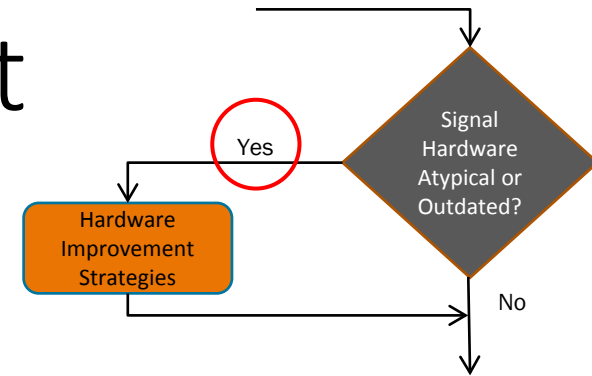 t
Signal
Hardware
Atypical or
Outdated?
Yes
Hardware
Improvement
Strategies
No